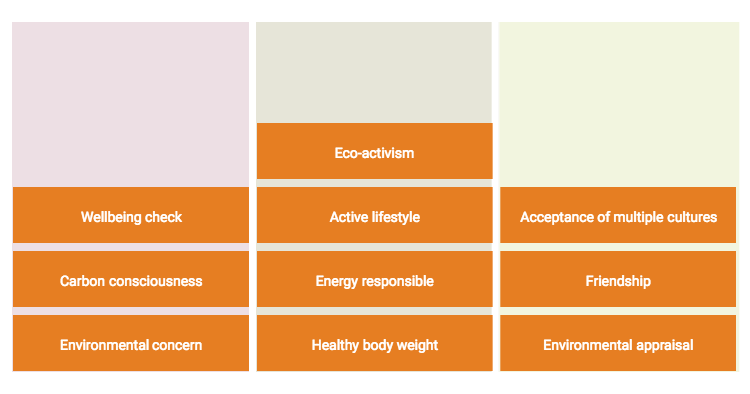 Eco-activism
Wellbeing check
Active lifestyle
Acceptance of multiple cultures
Carbon consciousness
Energy responsible
Friendship
Environmental concern
Healthy body weight
Environmental appraisal